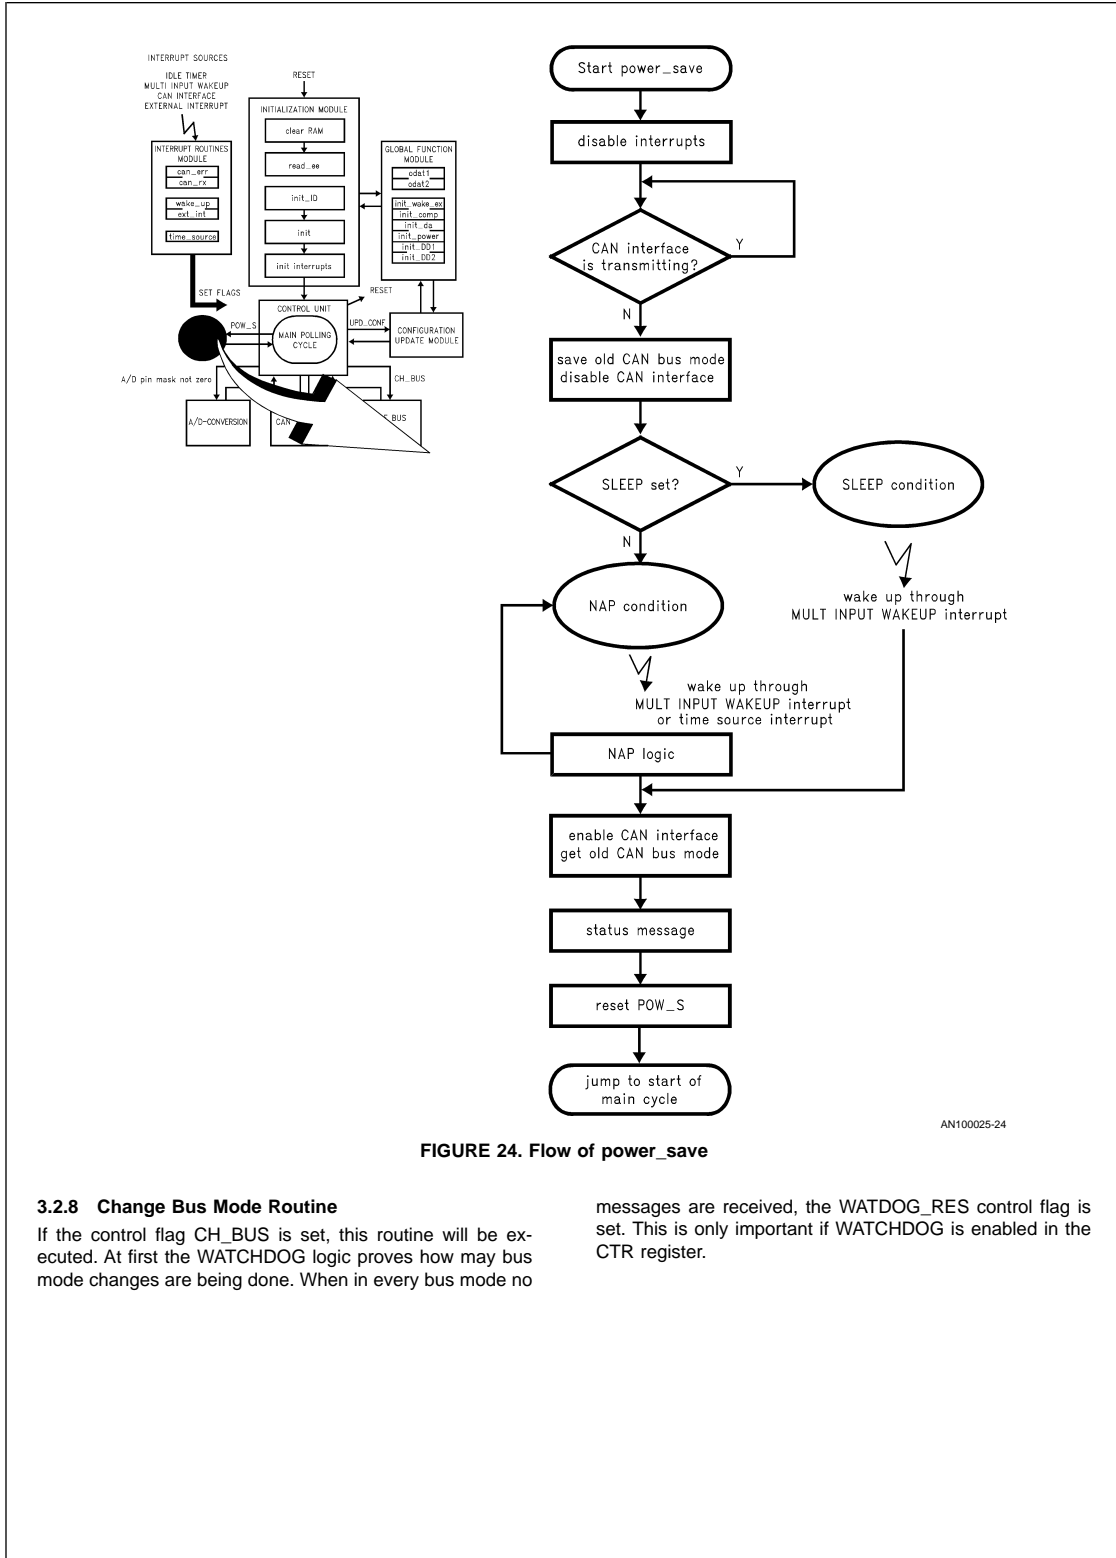 INTERRUPT SOURCES
IDLE TIMER
MULTI INPUT WAKEUP
CAN INTERFACE
EXTERNAL INTERRUPT
INTERRUPT ROUTINES
MODULE
can_err
can_rx
wake_up
ext_int
time_source
SET FLAGS
RESET
INITIALIZATION MODULE
clear RAM
read_ee
init_ID
init
init interrupts
GLOBAL FUNCTION
MODULE
odat1
odat2
init_wake_ex
init_comp
init_da
init_power
init_DD1
init_DD2
RESET
CONTROL UNIT
MAIN POLLING
CYCLE
POW_S
UPD_CONF
CONFIGURATION
UPDATE MODULE
A/D pin mask not zero
CH_BUS
A/D-CONVERSION
CAN
BUS
Start power_save
disable interrupts
CAN interface
is transmitting?
Y
N
save old CAN bus mode
disable CAN interface
SLEEP set?
Y
SLEEP condition
N
NAP condition
wake up through
MULT INPUT WAKEUP interrupt
wake up through
MULT INPUT WAKEUP interrupt
or time source interrupt
NAP logic
enable CAN interface
get old CAN bus mode
status message
reset POW_S
jump to start of
main cycle
AN100025-24
FIGURE 24. Flow of power_save
3.2.8 Change Bus Mode Routine
If the control flag CH_BUS is set, this routine will be ex-
ecuted. At first the WATCHDOG logic proves how may bus
mode changes are being done. When in every bus mode no
messages are received, the WATDOG_RES control flag is
set. This is only important if WATCHDOG is enabled in the
CTR register.